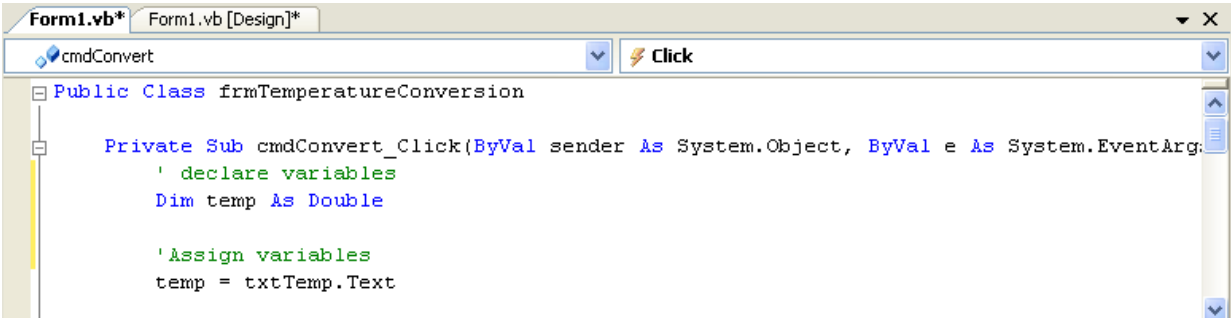 Form1.vb* Form1.vb [Design]*
cmdConvert Click
Public Class frmTemperatureConversion
Private Sub cmdConvert_Click(ByVal sender As System.Object, ByVal e As System.EventArg
' declare variables
Dim temp As Double
'Assign variables
temp = txtTemp.Text